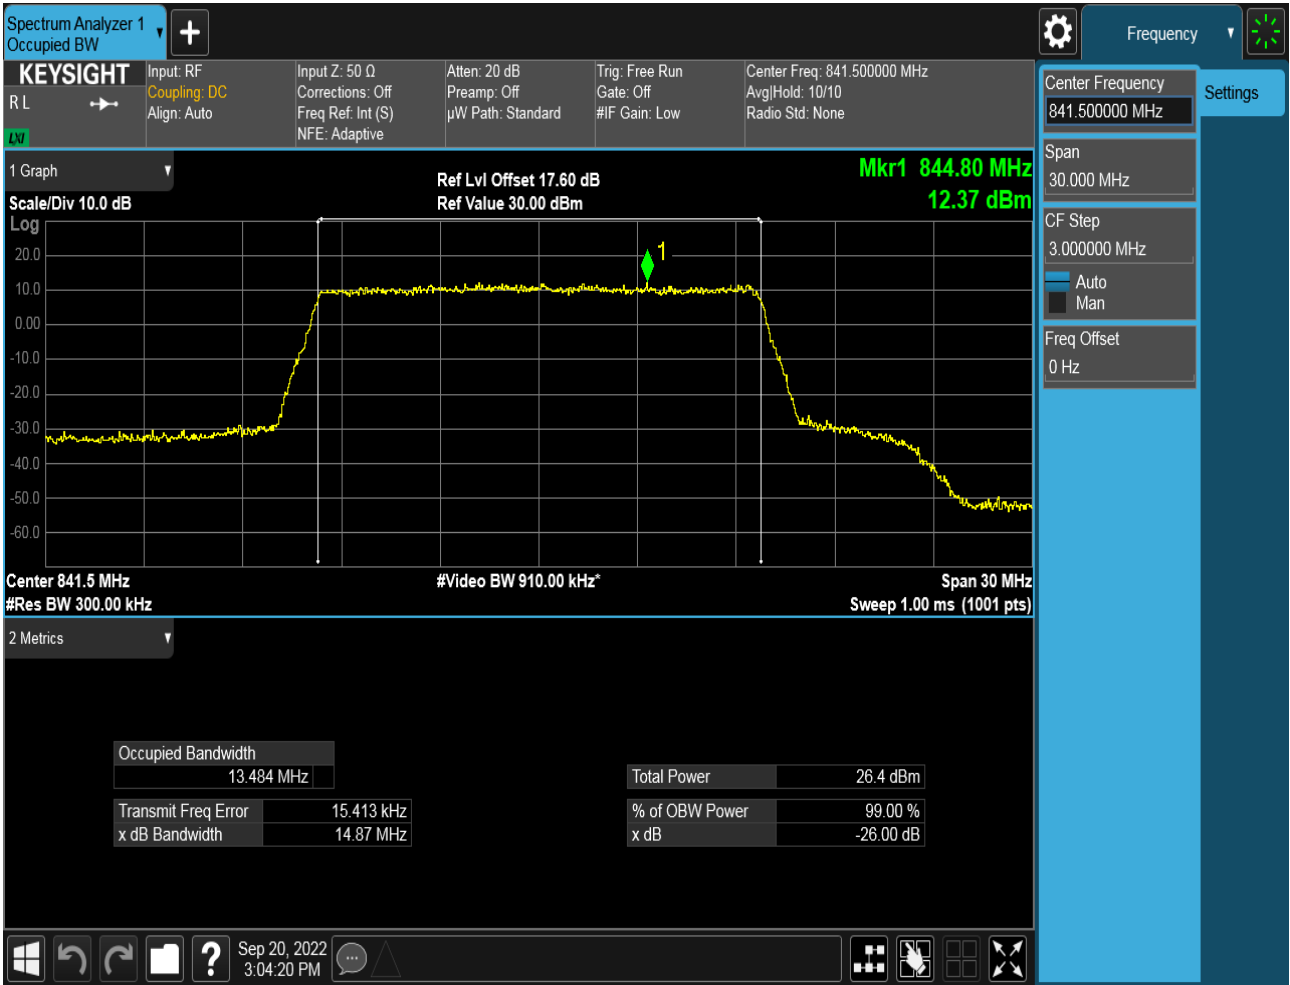 Spectrum Analyzer 1
Occupied BW
Frequency
KEYSIGHT
R L
LXI
Input: RF
Coupling: DC
Align: Auto
Input Z: 50 Ω
Corrections: Off
Freq Ref: Int (S)
NFE: Adaptive
Atten: 20 dB
Preamp: Off
µW Path: Standard
Trig: Free Run
Gate: Off
#IF Gain: Low
Center Freq: 841.500000 MHz
Avg|Hold: 10/10
Radio Std: None
Center Frequency
841.500000 MHz
Settings
Span
30.000 MHz
CF Step
3.000000 MHz
Auto
Man
Freq Offset
0 Hz
1 Graph
Scale/Div 10.0 dB
Ref Lvl Offset 17.60 dB
Ref Value 30.00 dBm
Mkr1 844.80 MHz
12.37 dBm
Log
20.0
10.0
0.00
-10.0
-20.0
-30.0
-40.0
-50.0
-60.0
1
Center 841.5 MHz
#Video BW 910.00 kHz*
Span 30 MHz
#Res BW 300.00 kHz
Sweep 1.00 ms (1001 pts)
2 Metrics
Occupied Bandwidth
13.484 MHz
Total Power 26.4 dBm
Transmit Freq Error 15.413 kHz
% of OBW Power 99.00 %
x dB Bandwidth 14.87 MHz
x dB -26.00 dB
?
Sep 20, 2022
3:04:20 PM